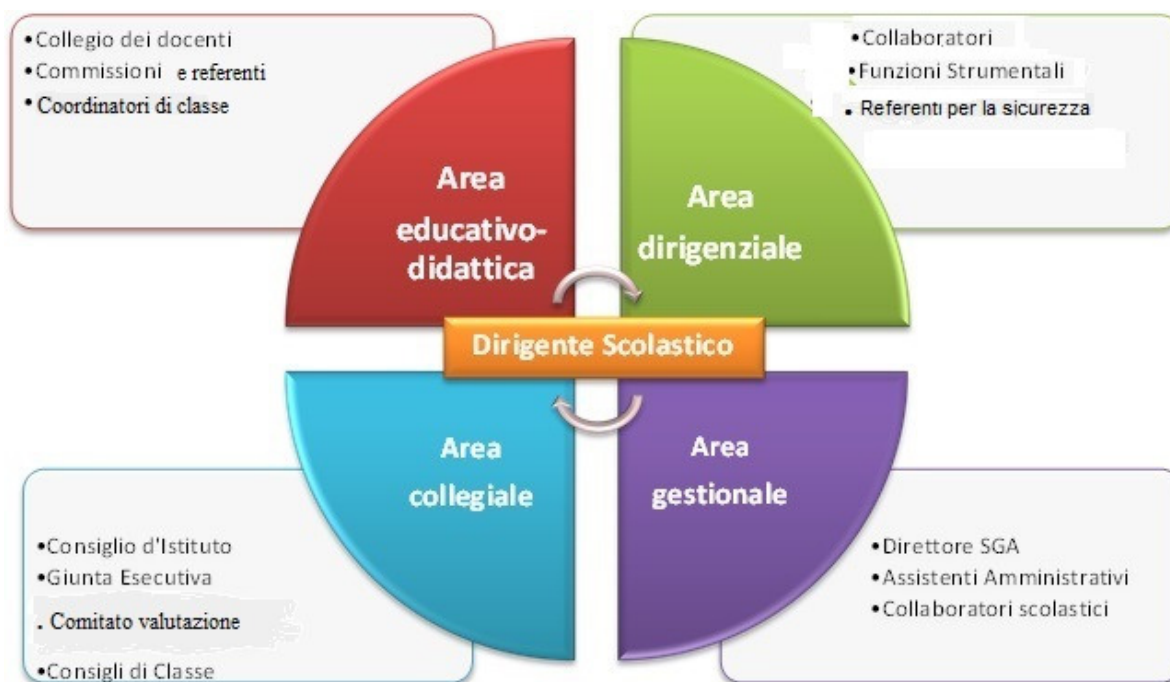 •Collegio dei docenti
•Commissioni e referenti
• Coordinatori di classe
•Collaboratori
•Funzioni Strumentali
. Referenti per la sicurezza
Area
educativo-
didattica
Area
dirigenziale
Dirigente Scolastico
Area
collegiale
Area
gestionale
•Consiglio d'Istituto
•Giunta Esecutiva
. Comitato valutazione
•Consigli di Classe
•Direttore SGA
•Assistenti Amministrativi
•Collaboratori scolastici